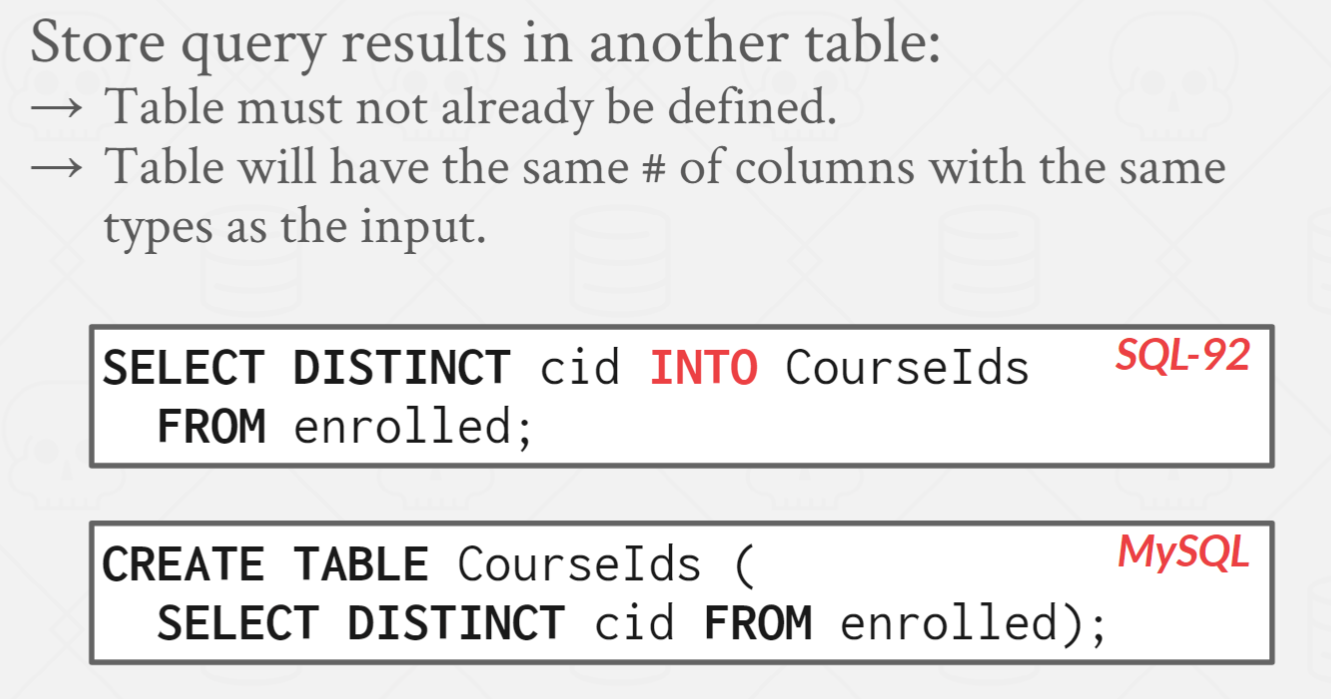 Store query results in another table:
→ Table must not already be defined.
→ Table will have the same # of columns with the same
types as the input.
SELECT DISTINCT cid INTO CourseIds SQL-92
FROM enrolled;
CREATE TABLE CourseIds ( MySQL
SELECT DISTINCT cid FROM enrolled);